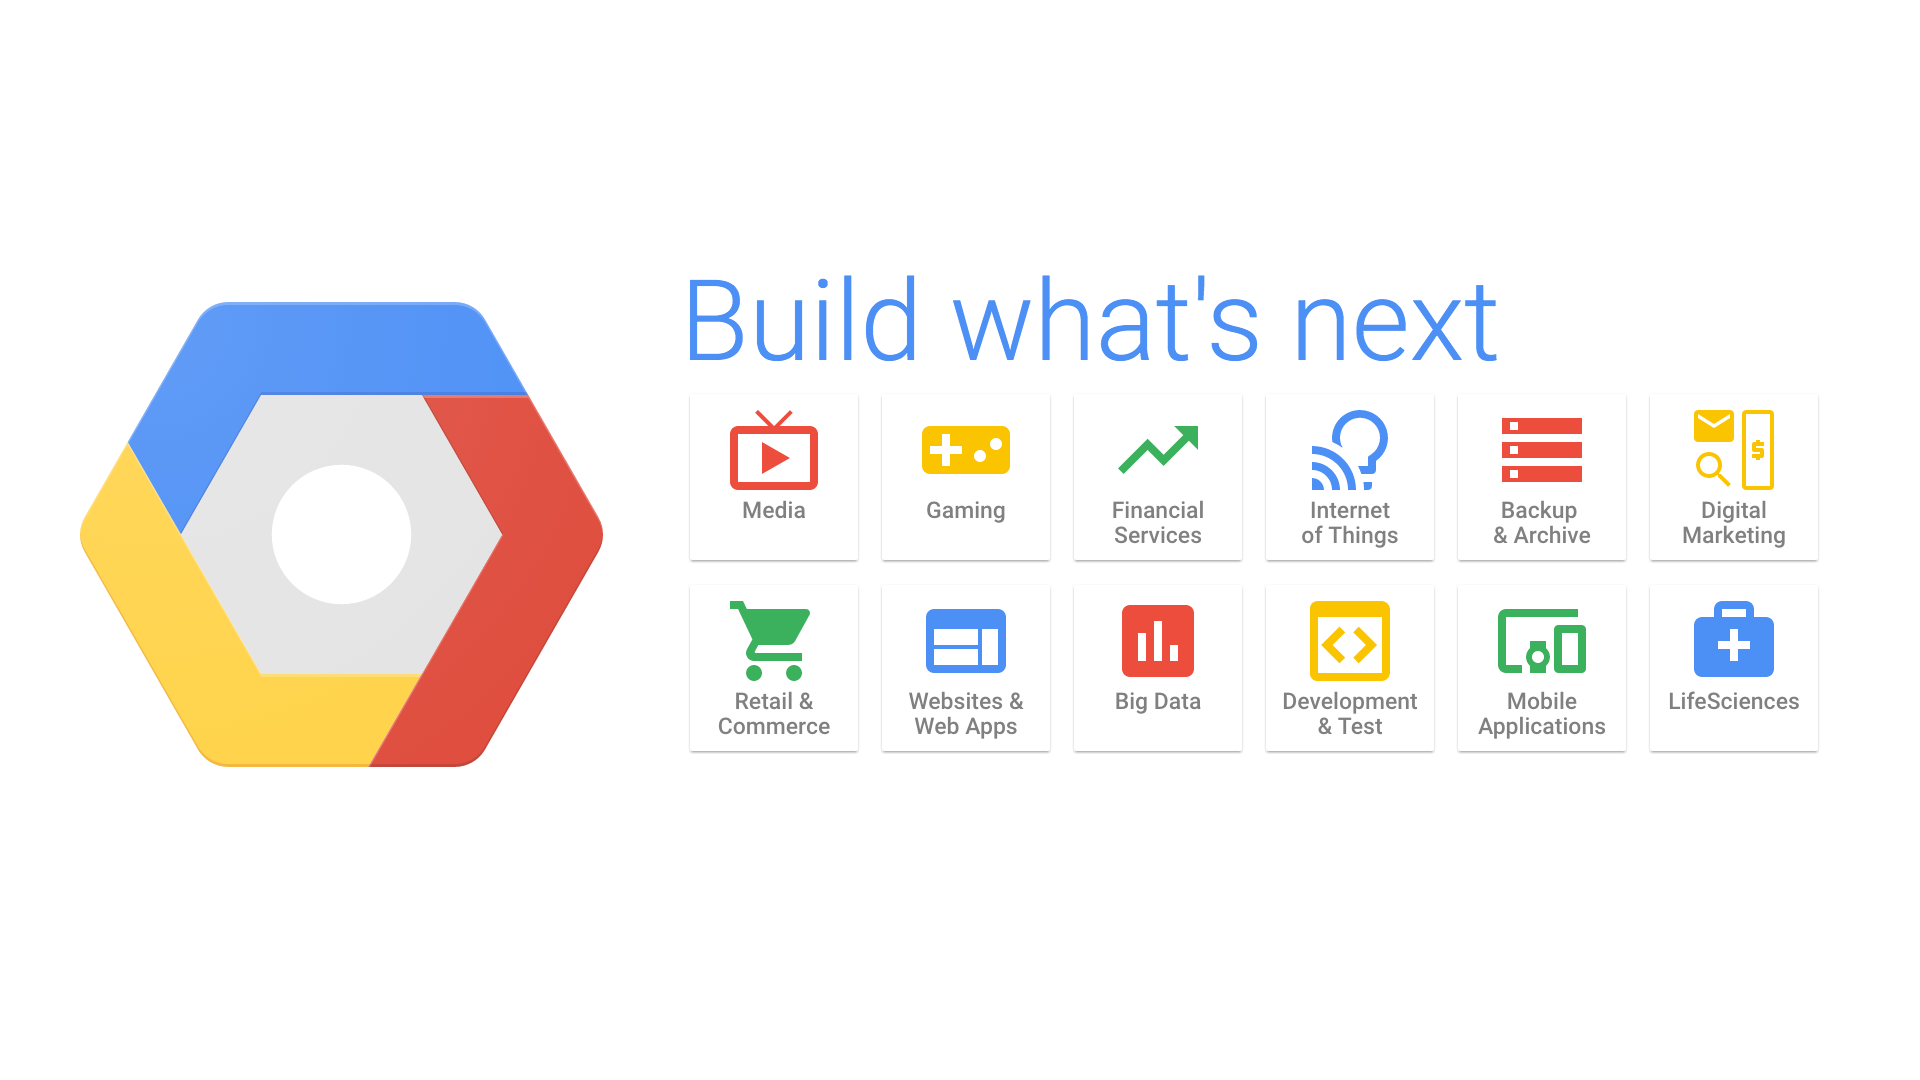 Build what's next
Media
Gaming
Financial
Services
Internet
of Things
Backup
& Archive
Digital
Marketing
$
Retail &
Commerce
Websites &
Web Apps
Big Data
Development
& Test
Mobile
Applications
LifeSciences